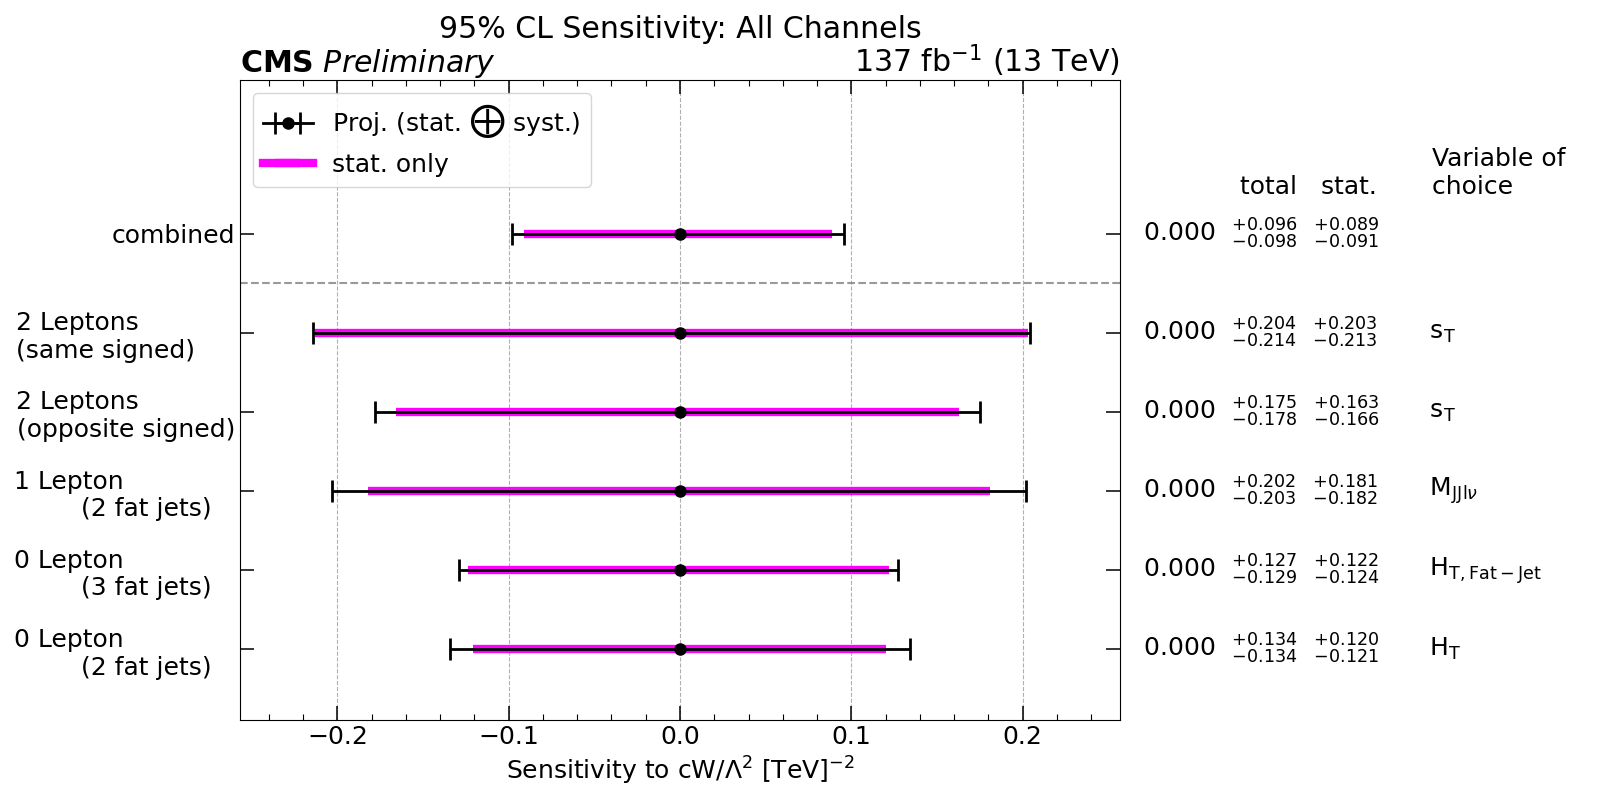 95% CL Sensitivity: All Channels
CMS Preliminary 137 fb⁻¹ (13 TeV)
Proj. (stat. ⊕ syst.)
stat. only
Variable of
total stat. choice
combined 0.000 +0.096 −0.098 +0.089 −0.091
2 Leptons
(same signed) 0.000 +0.204 −0.214 +0.203 −0.213 s_T
2 Leptons
(opposite signed) 0.000 +0.175 −0.178 +0.163 −0.166 s_T
1 Lepton
(2 fat jets) 0.000 +0.202 −0.203 +0.181 −0.182 M_JJlν
0 Lepton
(3 fat jets) 0.000 +0.127 −0.129 +0.122 −0.124 H_T, Fat−Jet
0 Lepton
(2 fat jets) 0.000 +0.134 −0.134 +0.120 −0.121 H_T
−0.2 −0.1 0.0 0.1 0.2
Sensitivity to cW/Λ² [TeV]⁻²